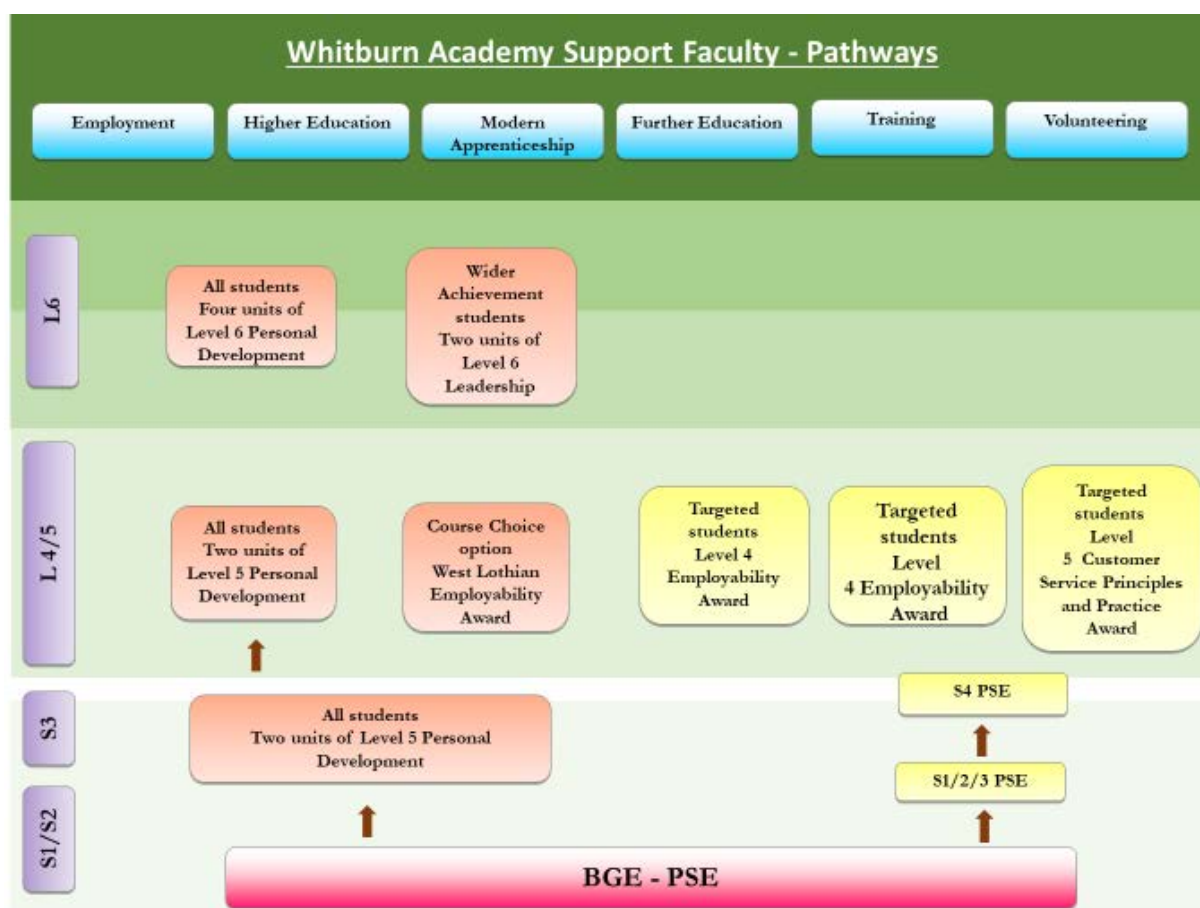 Whitburn Academy Support Faculty - Pathways
Employment
Higher Education
Modern
Apprenticeship
Further Education
Training
Volunteering
L6
All students
Four units of
Level 6 Personal
Development
Wider
Achievement
students
Two units of
Level 6
Leadership
L 4/5
All students
Two units of
Level 5 Personal
Development
Course Choice
option
West Lothian
Employability
Award
Targeted
students
Level 4
Employability
Award
Targeted
students
Level
4 Employability
Award
Targeted
students
Level
5 Customer
Service Principles
and Practice
Award
S3
All students
Two units of Level 5 Personal
Development
S4 PSE
S1/2/3 PSE
S1/S2
BGE - PSE